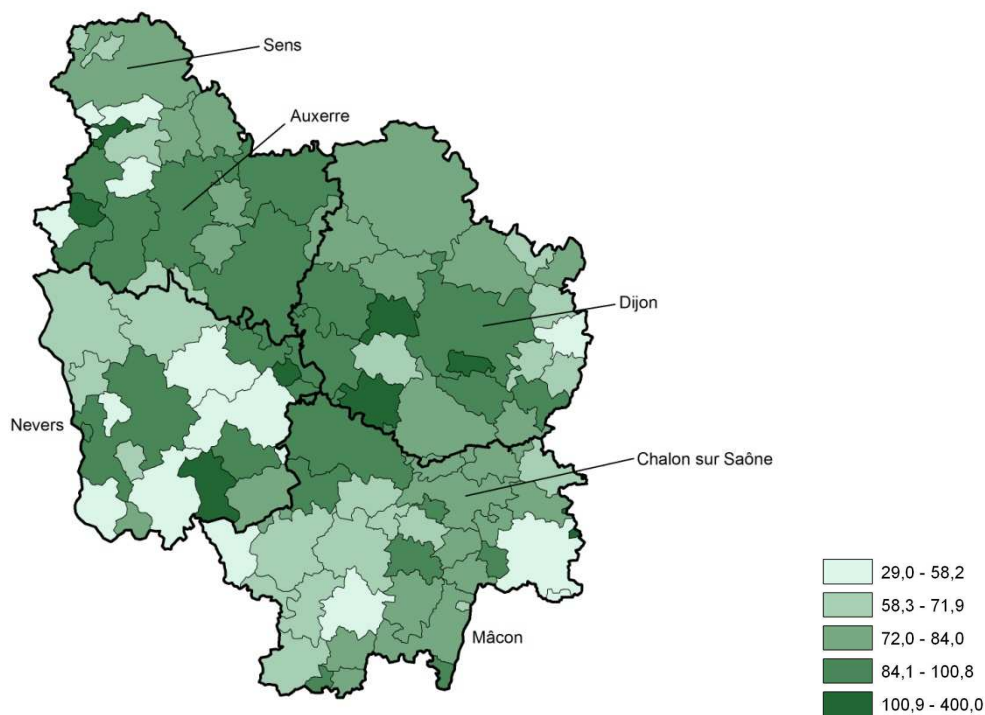 Sens
Auxerre
Dijon
Nevers
Chalon sur Saône
Mâcon
29,0 - 58,2
58,3 - 71,9
72,0 - 84,0
84,1 - 100,8
100,9 - 400,0